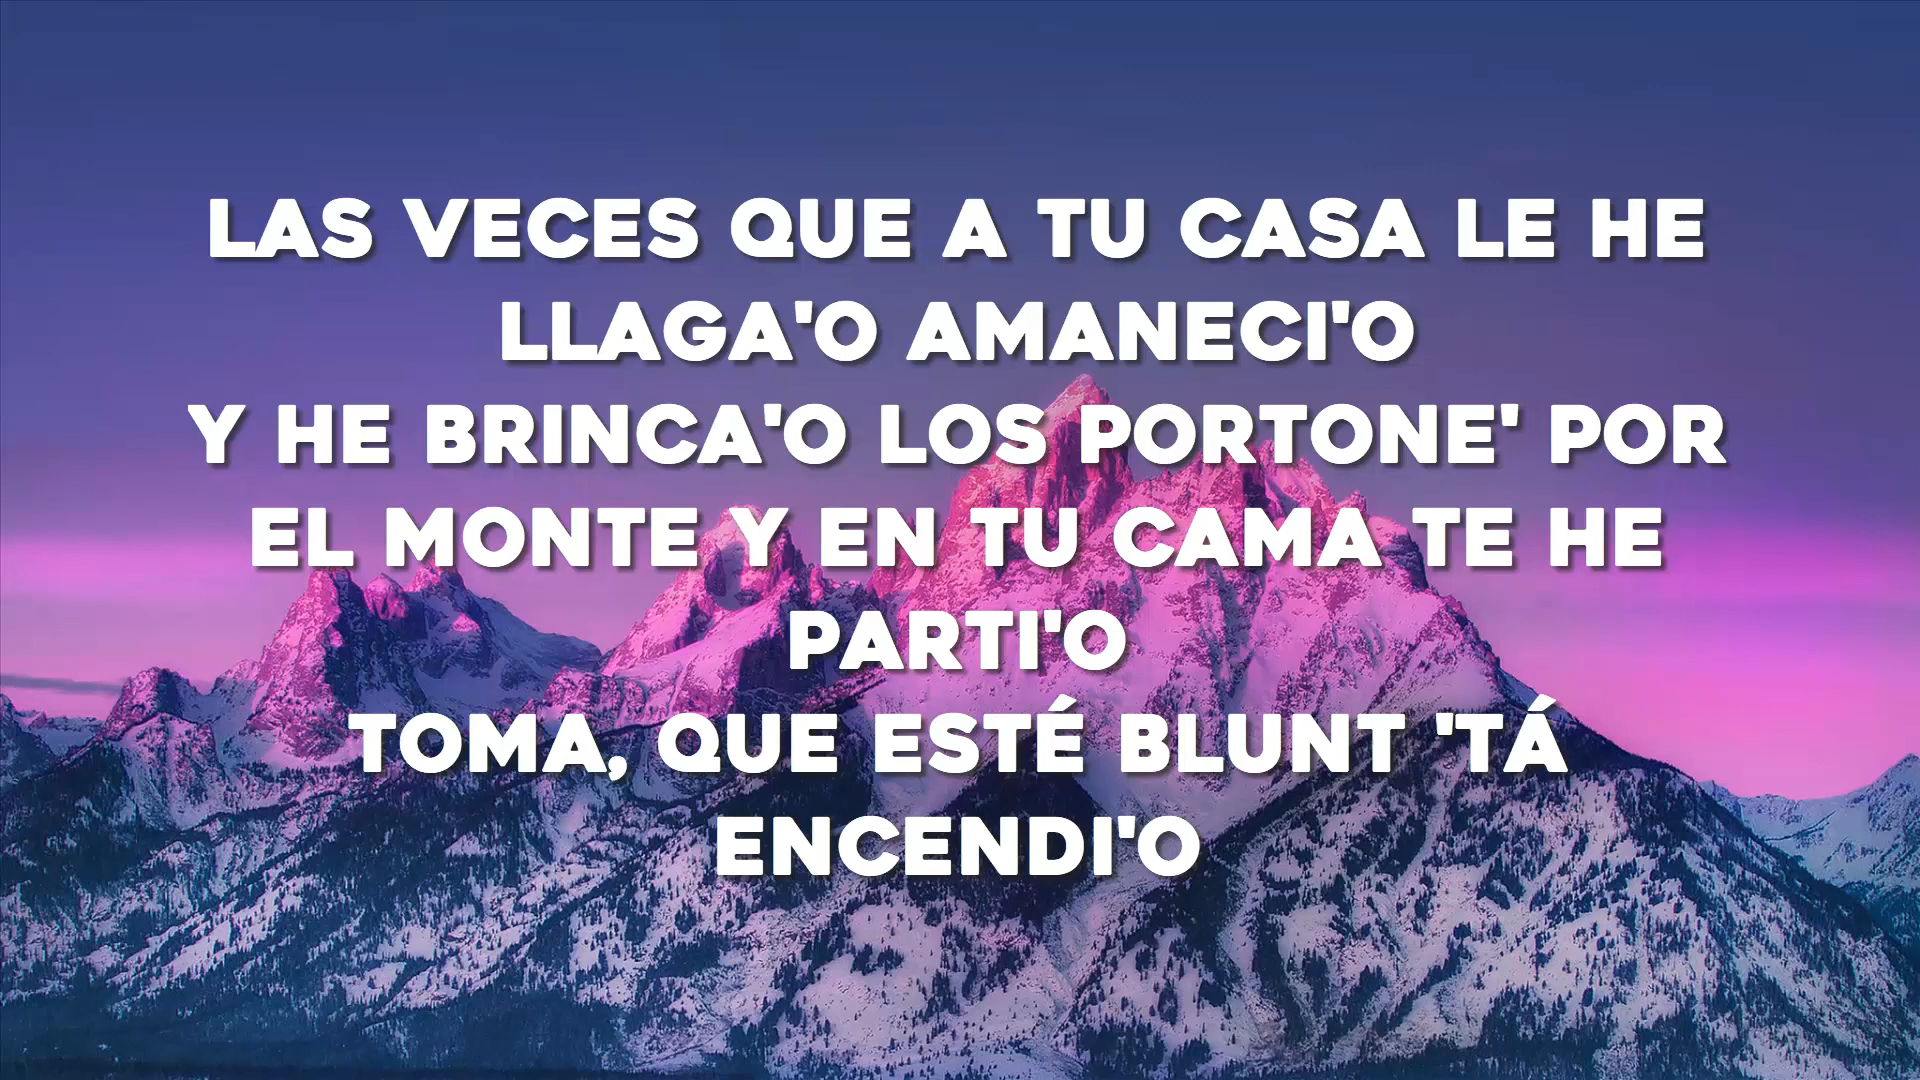 LAS VECES QUE A TU CASA LE HE
LLAGA'O AMANECI'O
Y HE BRINCA'O LOS PORTONE' POR
EL MONTE Y EN TU CAMA TE HE
PARTI'O
TOMA, QUE ESTÉ BLUNT 'TÁ
ENCENDI'O